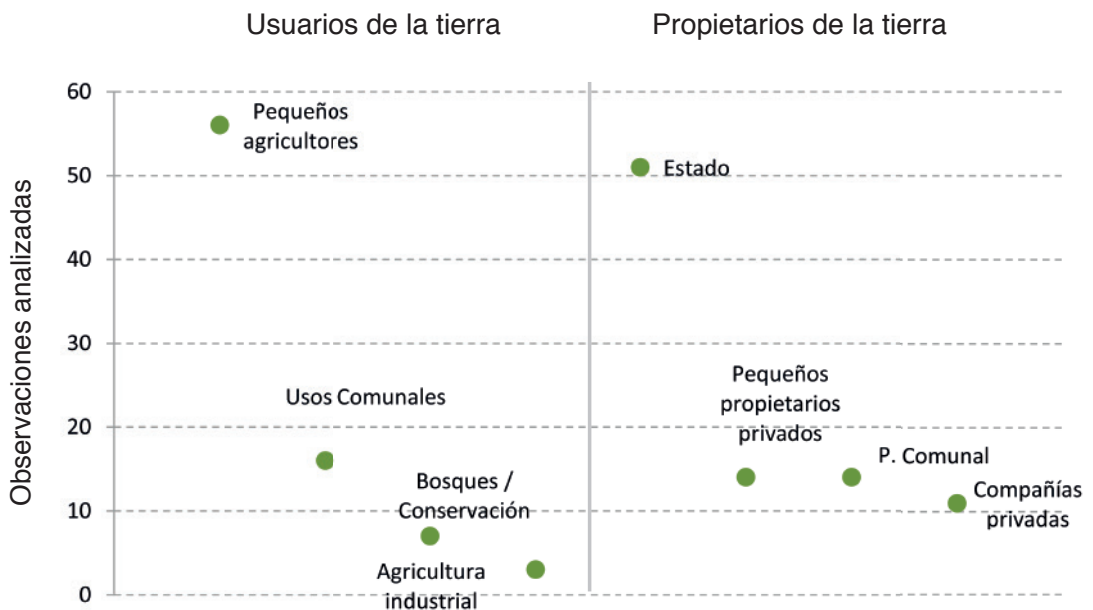 Usuarios de la tierra
Propietarios de la tierra
Observaciones analizadas
60
50
40
30
20
10
0
Pequeños
agricultores
Usos Comunales
Bosques /
Conservación
Agricultura
industrial
Estado
Pequeños
propietarios
privados
P. Comunal
Compañías
privadas